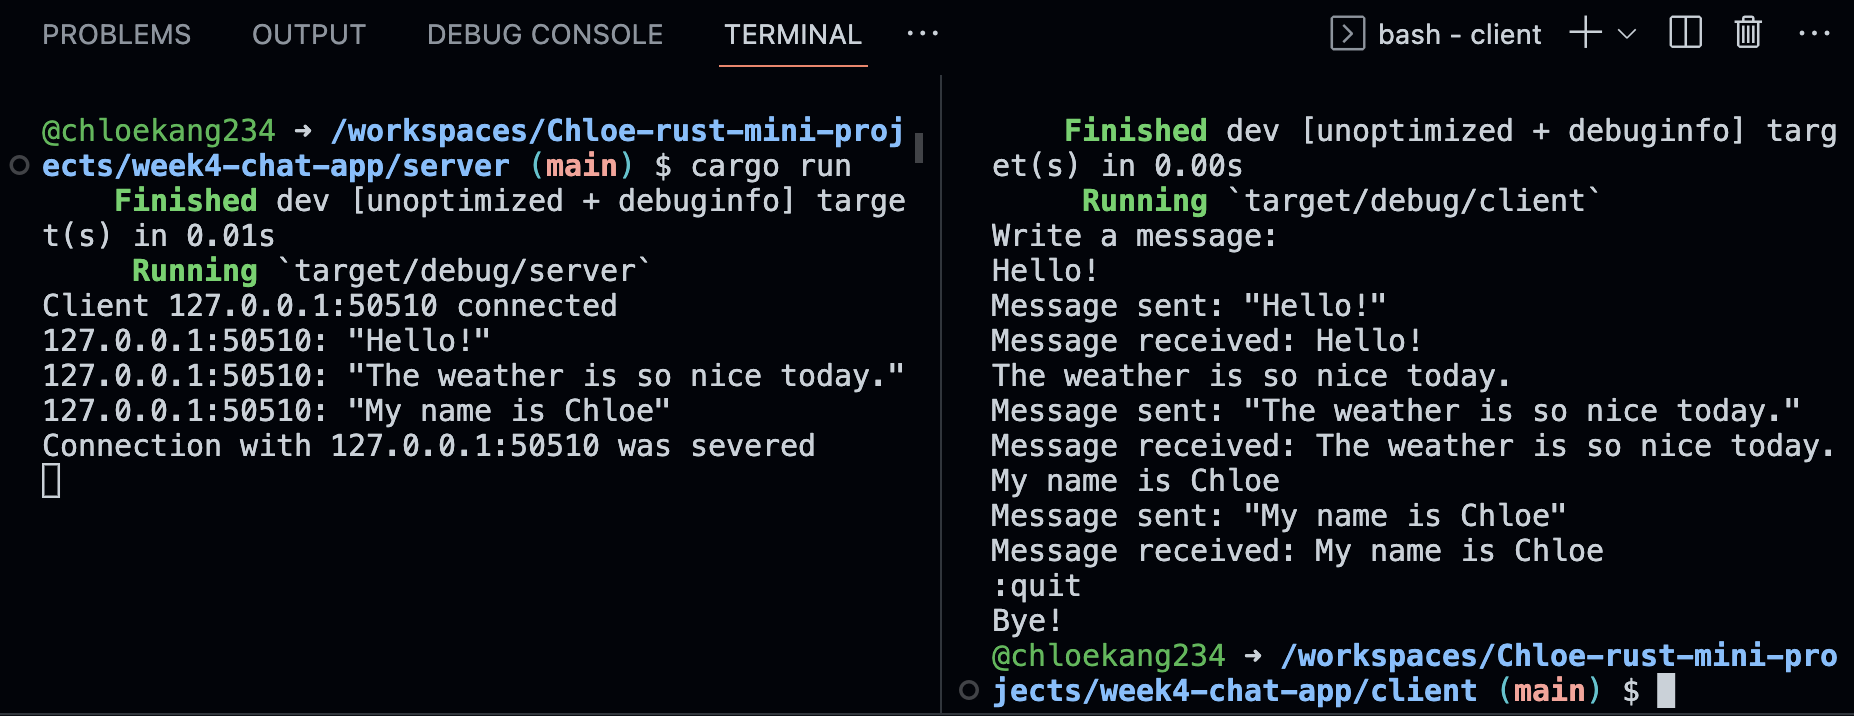 PROBLEMS OUTPUT DEBUG CONSOLE TERMINAL ··· bash - client ···
@chloekang234 → /workspaces/Chloe-rust-mini-proj
ects/week4-chat-app/server (main) $ cargo run
    Finished dev [unoptimized + debuginfo] targe
t(s) in 0.01s
     Running `target/debug/server`
Client 127.0.0.1:50510 connected
127.0.0.1:50510: "Hello!"
127.0.0.1:50510: "The weather is so nice today."
127.0.0.1:50510: "My name is Chloe"
Connection with 127.0.0.1:50510 was severed
    Finished dev [unoptimized + debuginfo] targ
et(s) in 0.00s
     Running `target/debug/client`
Write a message:
Hello!
Message sent: "Hello!"
Message received: Hello!
The weather is so nice today.
Message sent: "The weather is so nice today."
Message received: The weather is so nice today.
My name is Chloe
Message sent: "My name is Chloe"
Message received: My name is Chloe
:quit
Bye!
@chloekang234 → /workspaces/Chloe-rust-mini-pro
jects/week4-chat-app/client (main) $